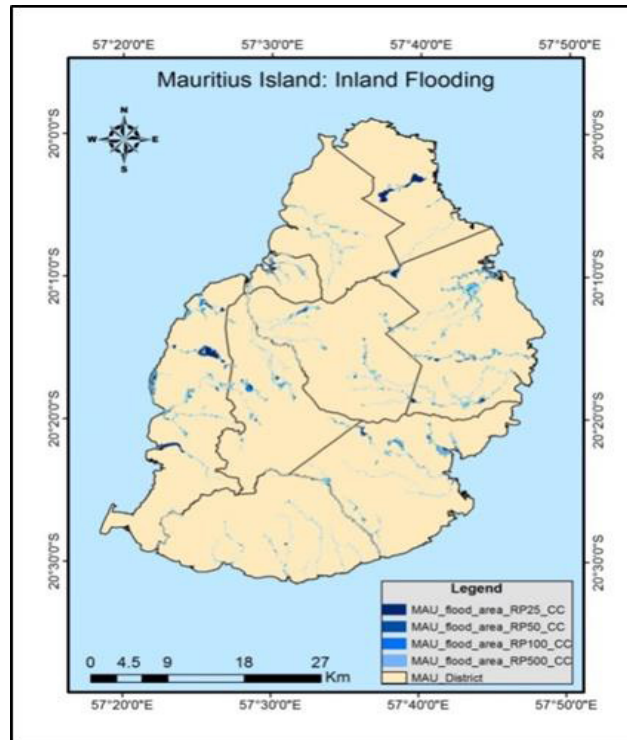 57°20'0"E 57°30'0"E 57°40'0"E 57°50'0"E
Mauritius Island: Inland Flooding
N
W E
S
20°0'0"S 20°0'0"S
20°10'0"S 20°10'0"S
20°20'0"S 20°20'0"S
20°30'0"S 20°30'0"S
Legend
MAU_flood_area_RP25_CC
MAU_flood_area_RP50_CC
MAU_flood_area_RP100_CC
MAU_flood_area_RP500_CC
MAU_District
0 4.5 9 18 27
Km
57°20'0"E 57°30'0"E 57°40'0"E 57°50'0"E